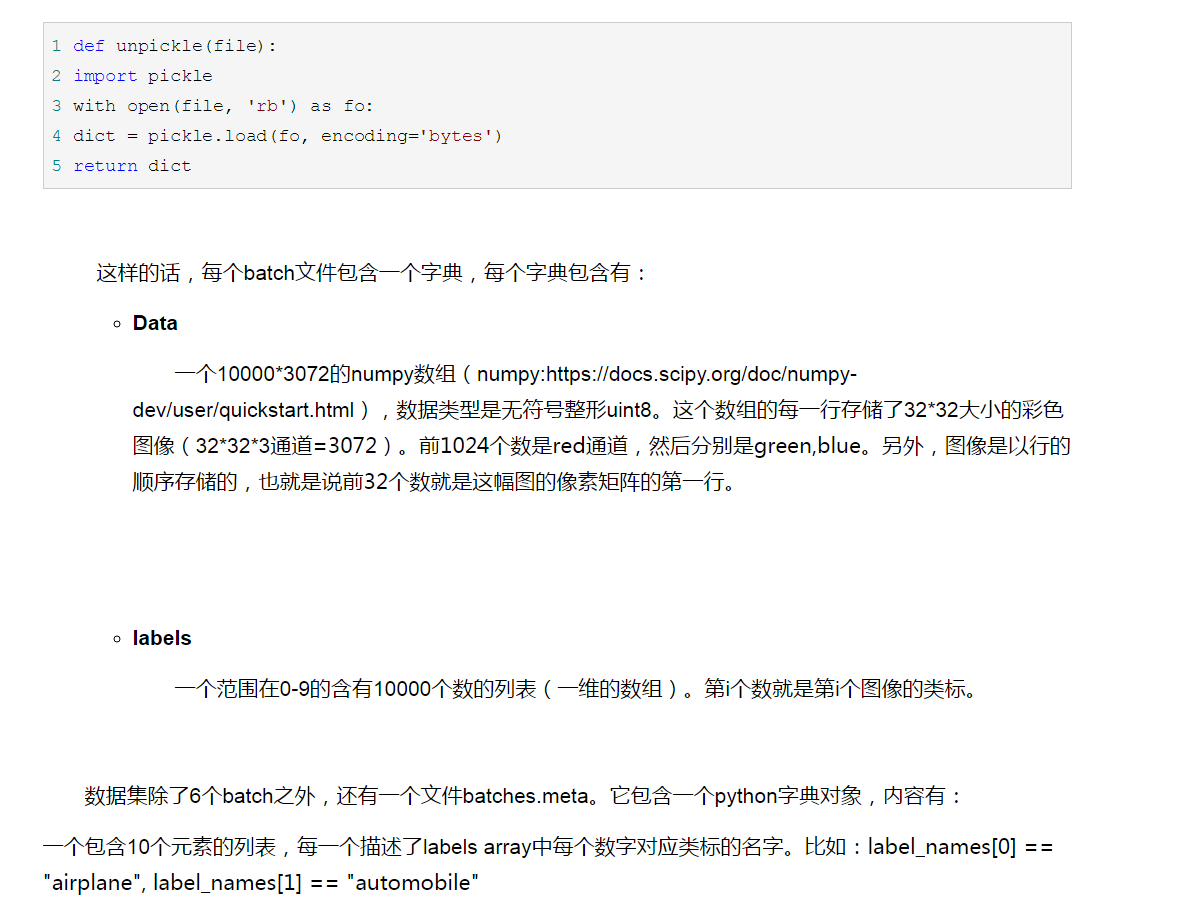 1 def unpickle(file):
2 import pickle
3 with open(file, 'rb') as fo:
4 dict = pickle.load(fo, encoding='bytes')
5 return dict
这样的话，每个batch文件包含一个字典，每个字典包含有：
Data
一个10000*3072的numpy数组（numpy:https://docs.scipy.org/doc/numpy-
dev/user/quickstart.html），数据类型是无符号整形uint8。这个数组的每一行存储了32*32大小的彩色
图像（32*32*3通道=3072）。前1024个数是red通道，然后分别是green,blue。另外，图像是以行的
顺序存储的，也就是说前32个数就是这幅图的像素矩阵的第一行。
labels
一个范围在0-9的含有10000个数的列表（一维的数组）。第i个数就是第i个图像的类标。
数据集除了6个batch之外，还有一个文件batches.meta。它包含一个python字典对象，内容有：
一个包含10个元素的列表，每一个描述了labels array中每个数字对应类标的名字。比如：label_names[0] ==
"airplane", label_names[1] == "automobile"